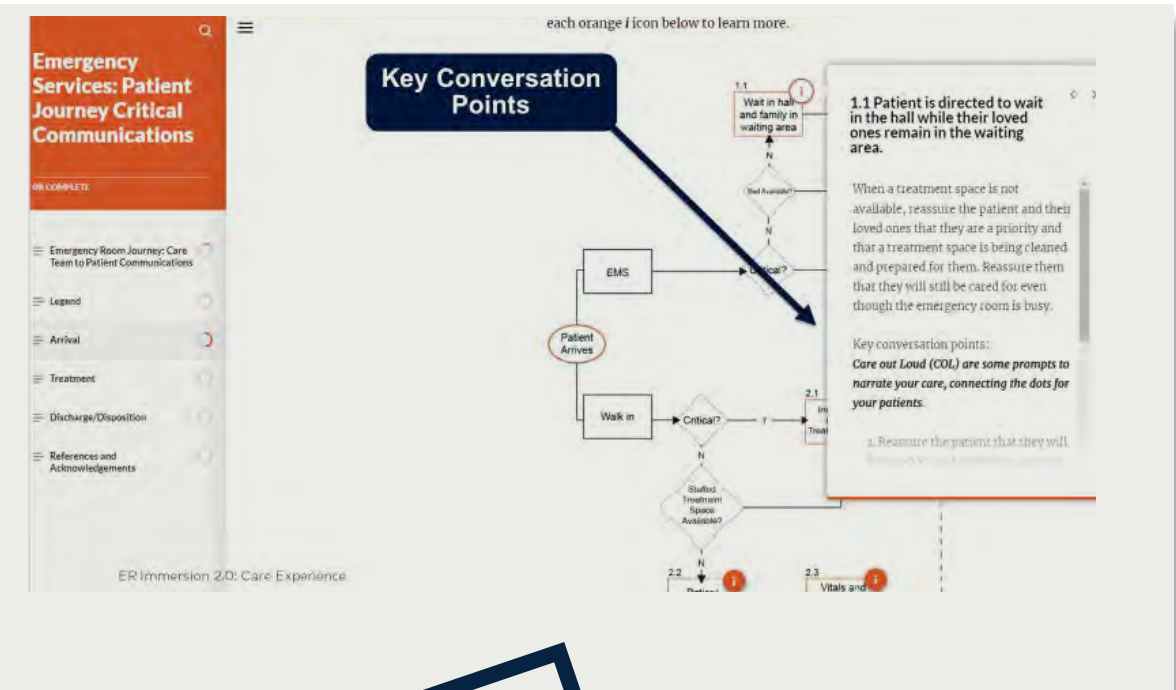 each orange i icon below to learn more.
Emergency
Services: Patient
Journey Critical
Communications
0% COMPLETE
Emergency Room Journey: Care
Team to Patient Communications
Legend
Arrival
Treatment
Discharge/Disposition
References and
Acknowledgements
Key Conversation
Points
1.1
i
Wait in hall
and family in
waiting area
N
Bed Available?
N
EMS
Critical?
Patient
Arrives
Walk in
Critical?
Y
2.1
N
Staffed
Treatment
Space
Available?
N
2.2
i
2.3
i
Vitals and
1.1 Patient is directed to wait
in the hall while their loved
ones remain in the waiting
area.
When a treatment space is not
available, reassure the patient and their
loved ones that they are a priority and
that a treatment space is being cleaned
and prepared for them. Reassure them
that they will still be cared for even
though the emergency room is busy.
Key conversation points:
Care out Loud (COL) are some prompts to
narrate your care, connecting the dots for
your patients.
1. Reassure the patient that they will
ER Immersion 2.0: Care Experience